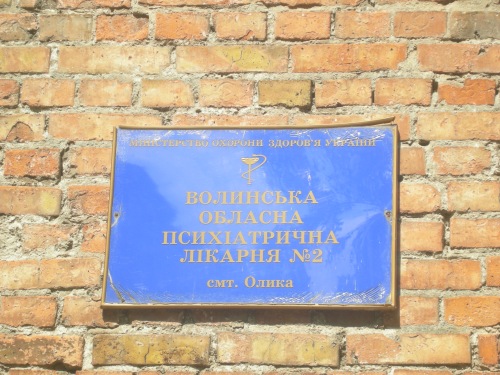 МІНІСТЕРСТВО ОХОРОНИ ЗДОРОВ'Я УКРАЇНИ
ВОЛИНСЬКА
ОБЛАСНА
ПСИХІАТРИЧНА
ЛІКАРНЯ №2
смт. Олика